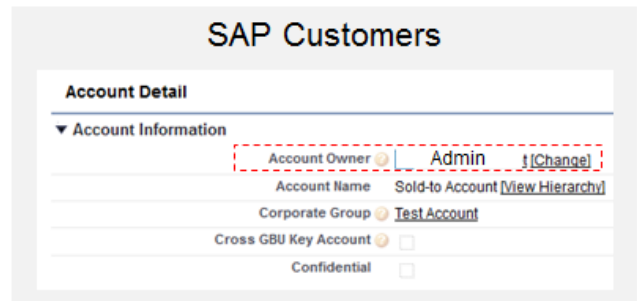 SAP Customers
Account Detail
▼ Account Information
Account Owner Admin t [Change]
Account Name Sold-to Account [View Hierarchy]
Corporate Group Test Account
Cross GBU Key Account
Confidential